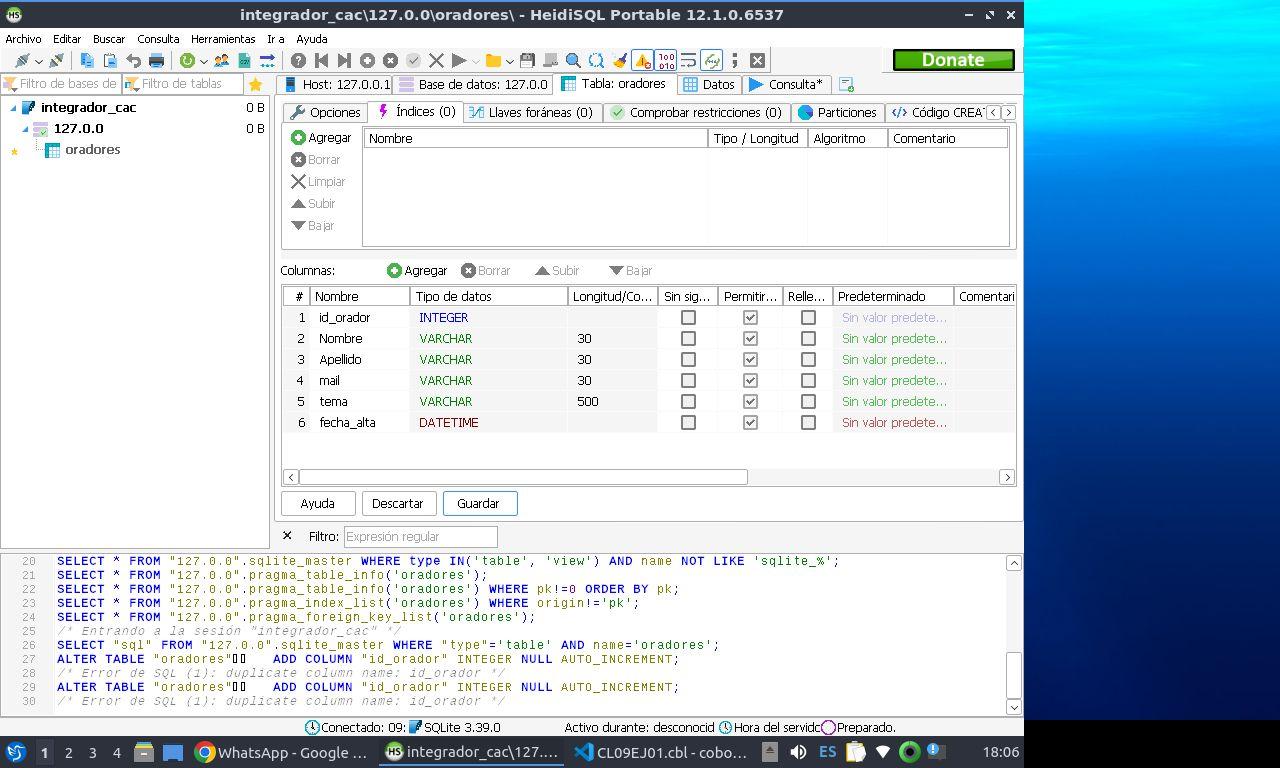 integrador_cac\127.0.0\oradores\ - HeidiSQL Portable 12.1.0.6537
Archivo Editar Buscar Consulta Herramientas Ir a Ayuda
Donate
Filtro de bases de Filtro de tablas
Host: 127.0.0.1 Base de datos: 127.0.0 Tabla: oradores Datos Consulta*
integrador_cac 0 B
127.0.0 0 B
oradores
Opciones Índices (0) Llaves foráneas (0) Comprobar restricciones (0) Particiones Código CREA
Agregar
Borrar
Limpiar
Subir
Bajar
Nombre Tipo / Longitud Algoritmo Comentario
Columnas: Agregar Borrar Subir Bajar
# Nombre Tipo de datos Longitud/Co... Sin sig... Permitir... Relle... Predeterminado Comentari
1 id_orador INTEGER Sin valor predete...
2 Nombre VARCHAR 30 Sin valor predete...
3 Apellido VARCHAR 30 Sin valor predete...
4 mail VARCHAR 30 Sin valor predete...
5 tema VARCHAR 500 Sin valor predete...
6 fecha_alta DATETIME Sin valor predete...
Ayuda Descartar Guardar
Filtro: Expresión regular
20 SELECT * FROM "127.0.0".sqlite_master WHERE type IN('table', 'view') AND name NOT LIKE 'sqlite_%';
21 SELECT * FROM "127.0.0".pragma_table_info('oradores');
22 SELECT * FROM "127.0.0".pragma_table_info('oradores') WHERE pk!=0 ORDER BY pk;
23 SELECT * FROM "127.0.0".pragma_index_list('oradores') WHERE origin!='pk';
24 SELECT * FROM "127.0.0".pragma_foreign_key_list('oradores');
25 /* Entrando a la sesión "integrador_cac" */
26 SELECT "sql" FROM "127.0.0".sqlite_master WHERE "type"='table' AND name='oradores';
27 ALTER TABLE "oradores" ADD COLUMN "id_orador" INTEGER NULL AUTO_INCREMENT;
28 /* Error de SQL (1): duplicate column name: id_orador */
29 ALTER TABLE "oradores" ADD COLUMN "id_orador" INTEGER NULL AUTO_INCREMENT;
30 /* Error de SQL (1): duplicate column name: id_orador */
Conectado: 09: SQLite 3.39.0 Activo durante: desconocid Hora del servidc Preparado.
1 2 3 4 WhatsApp - Google ... integrador_cac\127.... CL09EJ01.cbl - cobo... ES 18:06